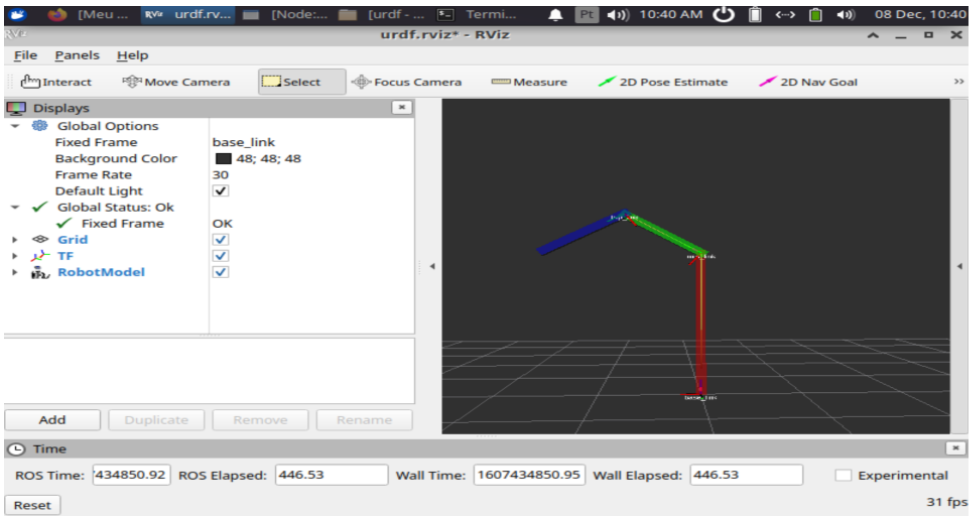 [Meu ... RViz urdf.rv... [Node:... [urdf - ... Termi... Pt 10:40 AM 08 Dec, 10:40
RViz urdf.rviz* - RViz
File Panels Help
Interact Move Camera Select Focus Camera Measure 2D Pose Estimate 2D Nav Goal »
Displays
Global Options
Fixed Frame base_link
Background Color 48; 48; 48
Frame Rate 30
Default Light
Global Status: Ok
Fixed Frame OK
Grid
TF
RobotModel
base_link
Add Duplicate Remove Rename
Time
ROS Time: 434850.92 ROS Elapsed: 446.53 Wall Time: 1607434850.95 Wall Elapsed: 446.53 Experimental
Reset 31 fps